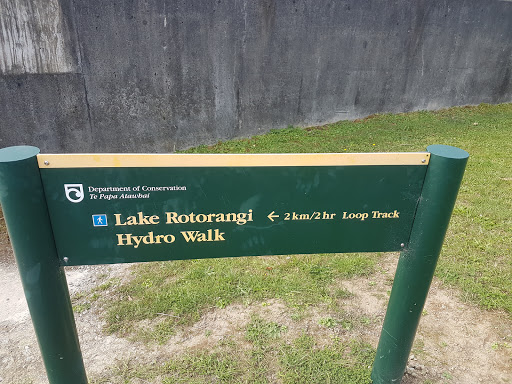 Department of Conservation
Te Papa Atawhai
Lake Rotorangi ← 2 km/2 hr Loop Track
Hydro Walk